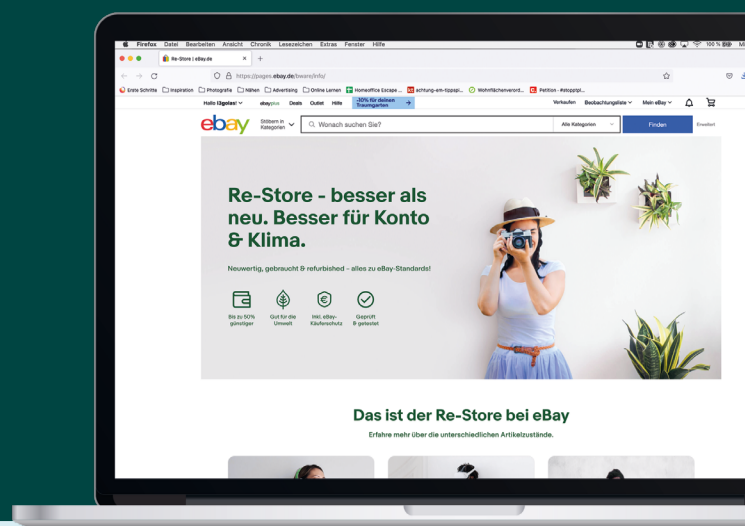 Firefox Datei Bearbeiten Ansicht Chronik Lesezeichen Extras Fenster Hilfe 100 %
Re-Store | eBay.de
https://pages.ebay.de/bware/info/
Erste Schritte Inspiration Photografie Nähen Advertising Online Lernen Homeoffice Escape ... achtung-em-tippspi... Wohnflächenverord... Petition · #stopptpl...
Hallo ebayplus Deals Outlet Hilfe -10% für deinen Traumgarten Verkaufen Beobachtungsliste Mein eBay
ebay Stöbern in Kategorien Wonach suchen Sie? Alle Kategorien Finden Erweitert
Re-Store - besser als
neu. Besser für Konto
& Klima.
Neuwertig, gebraucht & refurbished – alles zu eBay-Standards!
Bis zu 50% günstiger
Gut für die Umwelt
Inkl. eBay-Käuferschutz
Geprüft & getestet
Das ist der Re-Store bei eBay
Erfahre mehr über die unterschiedlichen Artikelzustände.